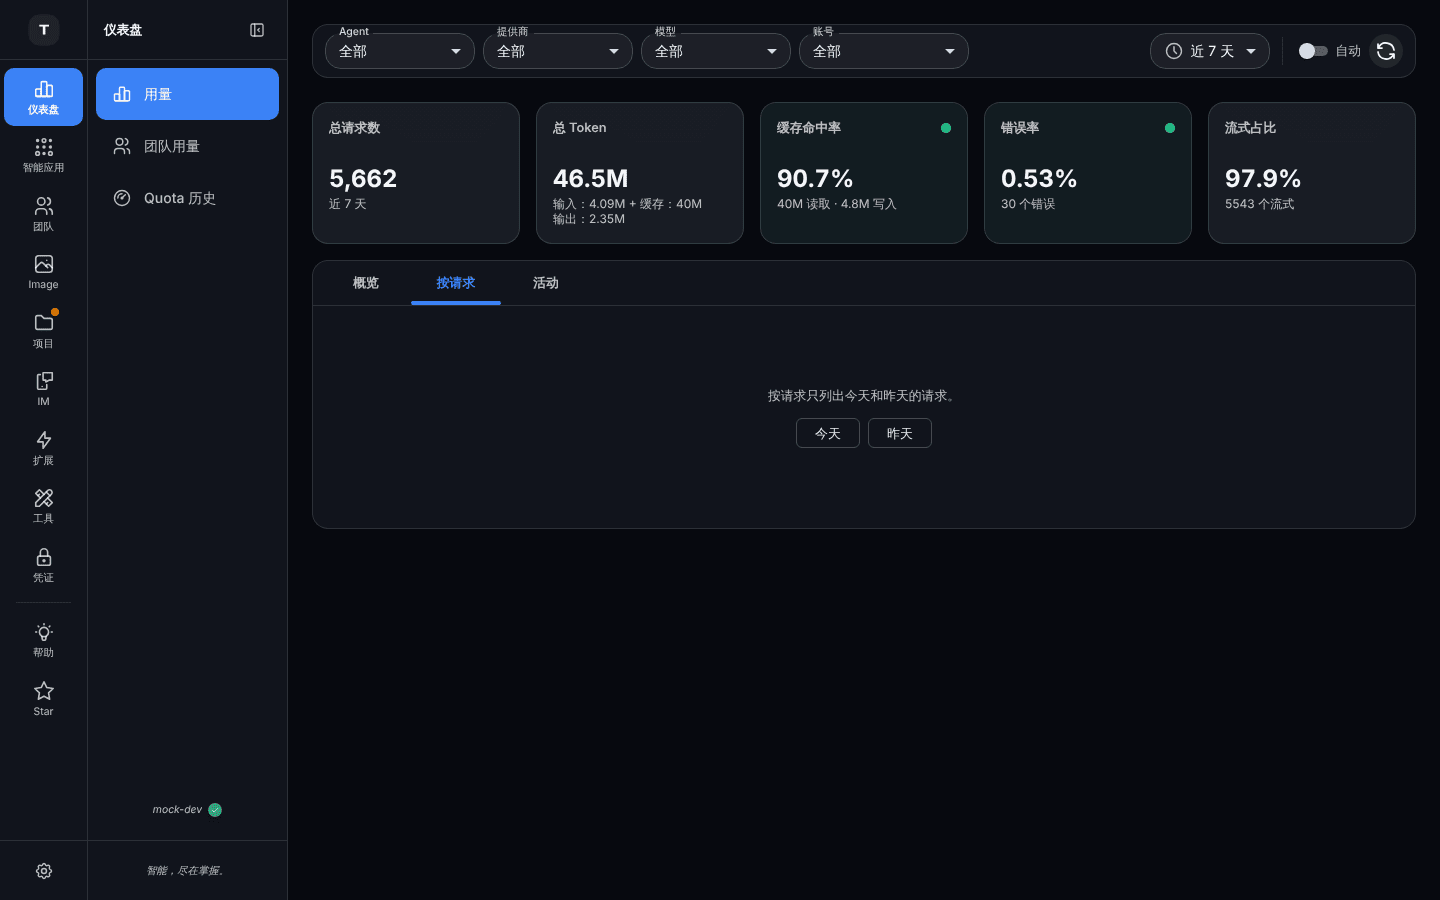 T
仪表盘
仪表盘
智能应用
团队
Image
项目
IM
扩展
工具
凭证
帮助
Star
用量
团队用量
Quota 历史
mock-dev
智能，尽在掌握。
Agent
全部
提供商
全部
模型
全部
账号
全部
近 7 天
自动
总请求数
5,662
近 7 天
总 Token
46.5M
输入：4.09M + 缓存：40M
输出：2.35M
缓存命中率
90.7%
40M 读取 · 4.8M 写入
错误率
0.53%
30 个错误
流式占比
97.9%
5543 个流式
概览
按请求
活动
按请求只列出今天和昨天的请求。
今天
昨天